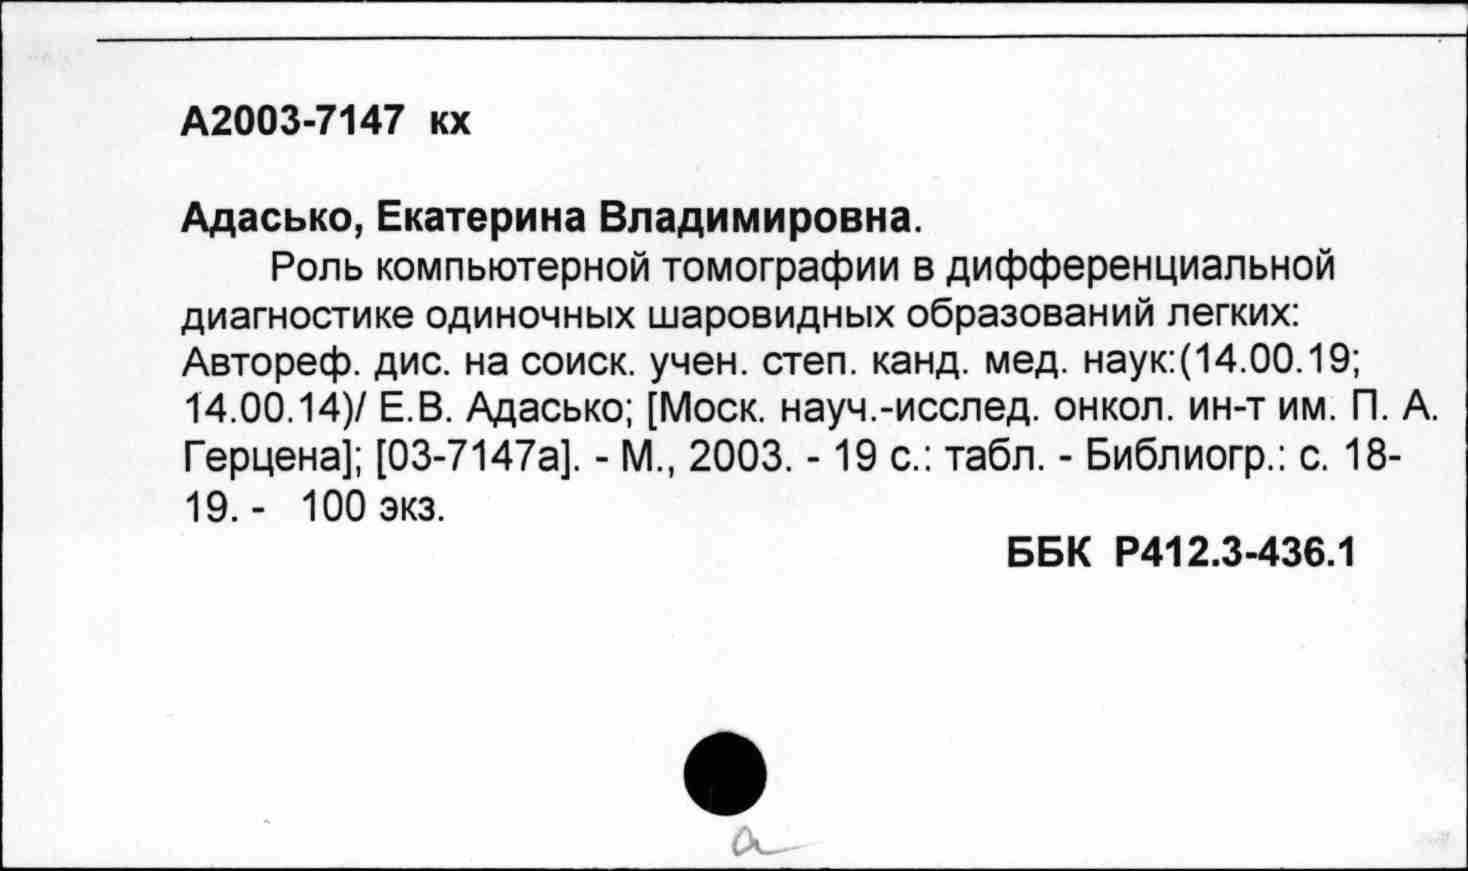 А2003-7147 кх
Адасько, Екатерина Владимировна.
Роль компьютерной томографии в дифференциальной
диагностике одиночных шаровидных образований легких:
Автореф. дис. на соиск. учен. степ. канд. мед. наук:(14.00.19;
14.00.14)/ Е.В. Адасько; [Моск. науч.-исслед. онкол. ин-т им. П. А.
Герцена]; [03-7147а]. - М., 2003. - 19 с.: табл. - Библиогр.: с. 18-
19. - 100 экз.
ББК Р412.3-436.1
а